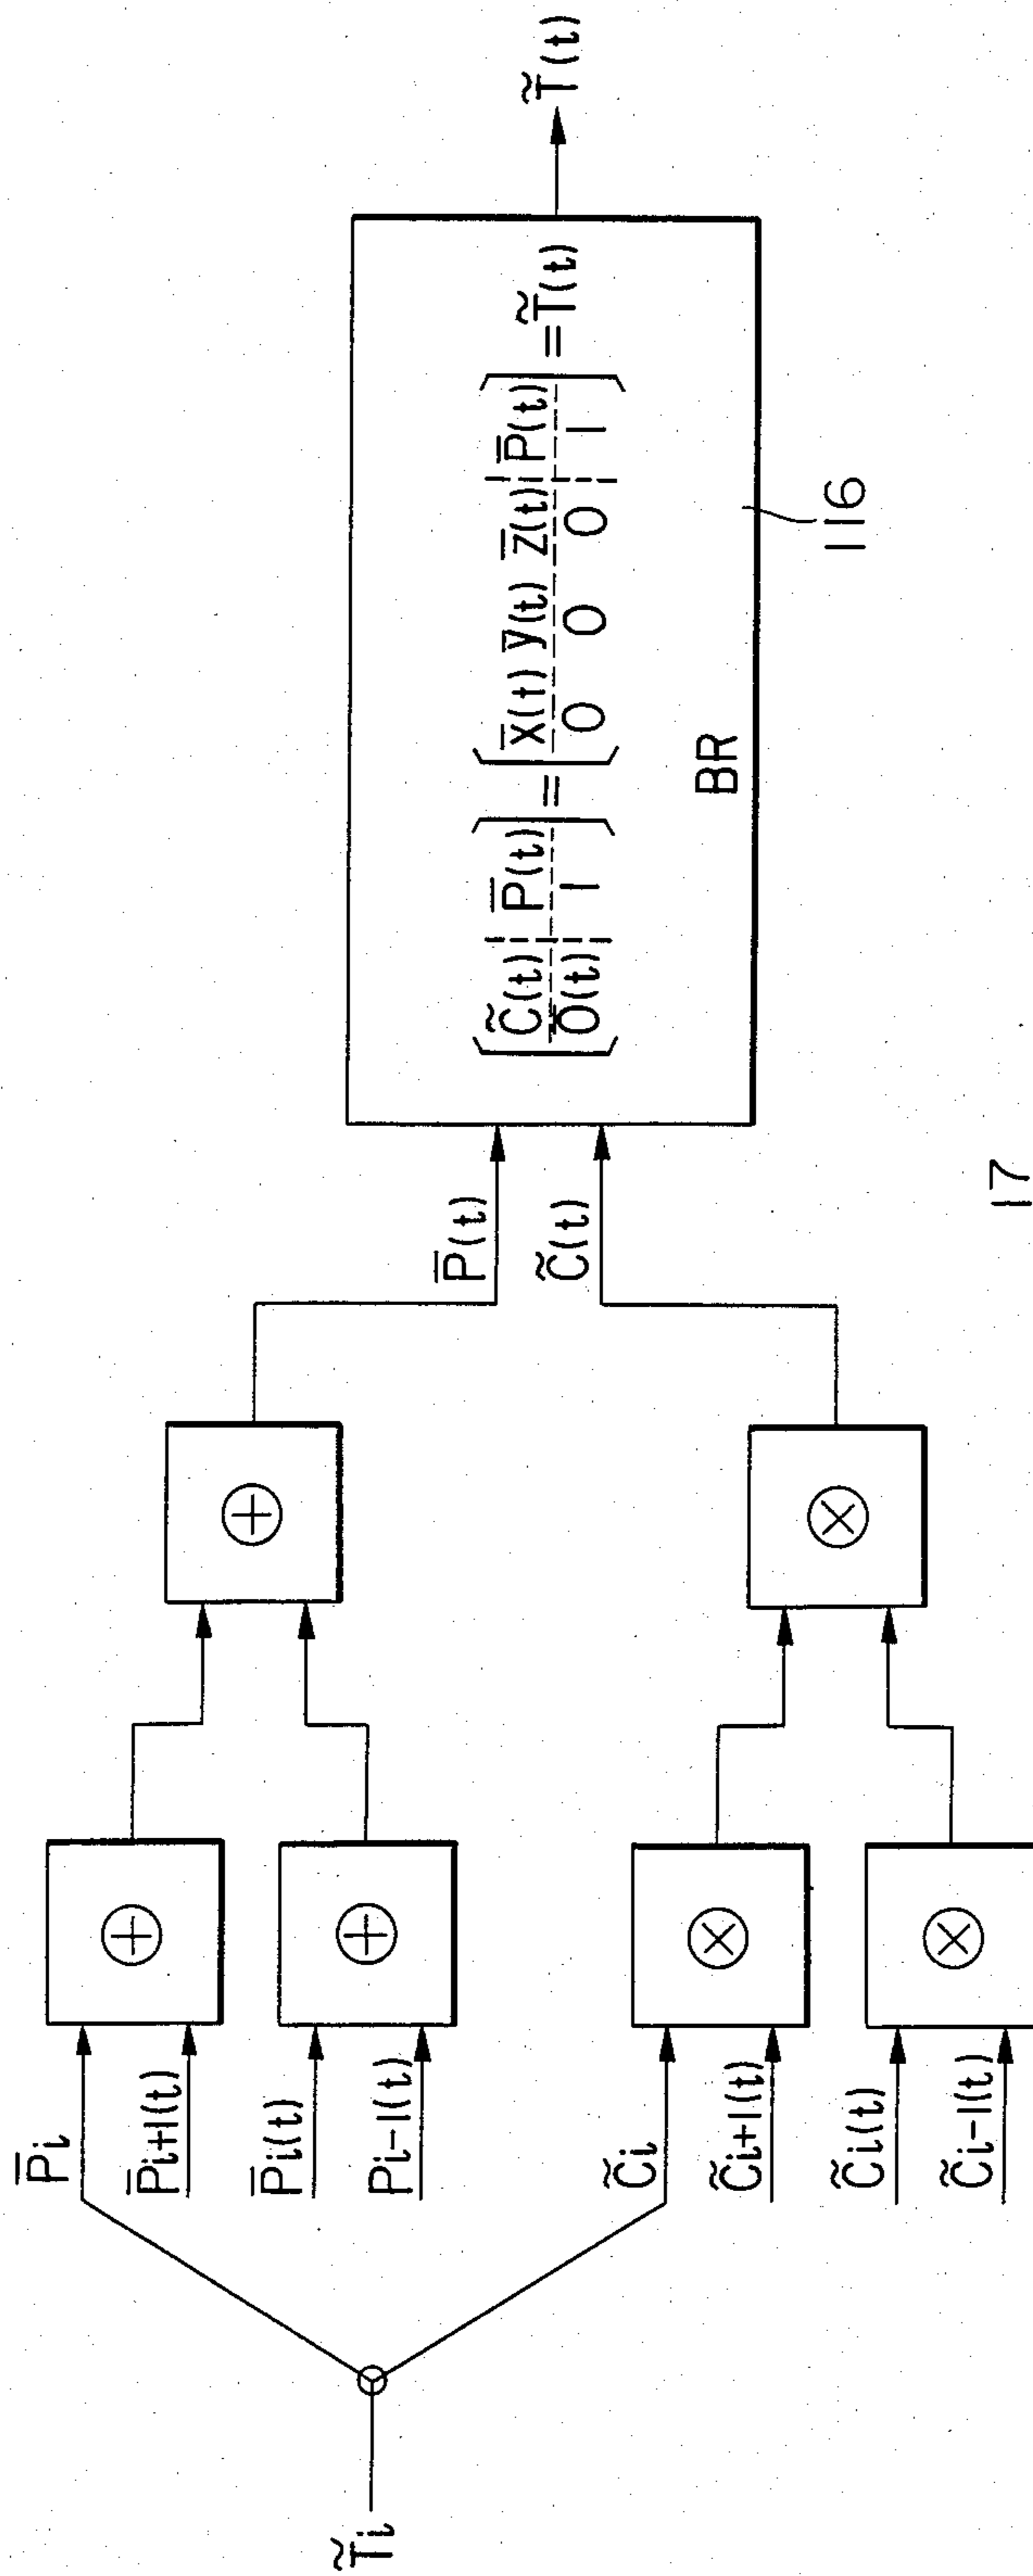 T̃i
P̄i
P̄i+1(t)
P̄i(t)
Pi-1(t)
C̃i
C̃i+1(t)
C̃i(t)
C̃i-1(t)
+
+
×
×
+
×
P̄(t)
C̃(t)
[C̃(t) P̄(t)] = [x̄(t) ȳ(t) z̄(t) P̄(t)] = T̃(t)
Ō(t) 1 0 0 0 1
BR
116
T̃(t)
17